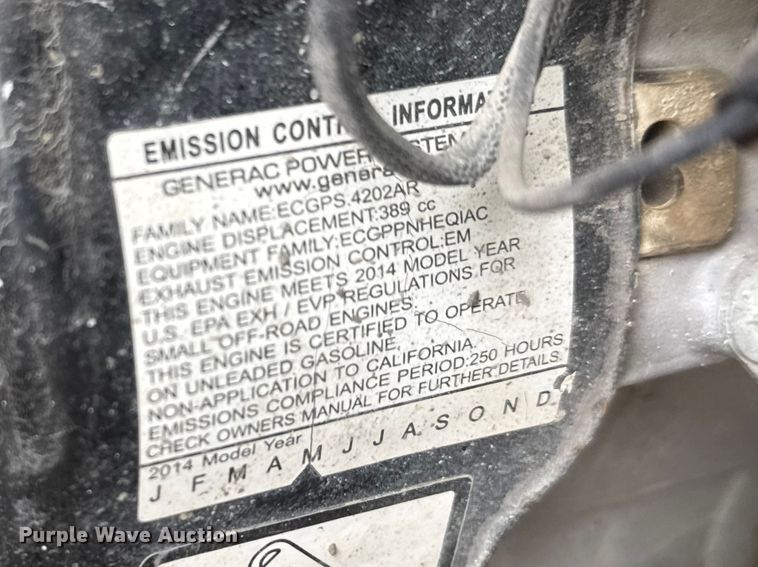 EMISSION CONTROL INFORMA
GENERAC POWER SYSTEM
www.genera
FAMILY NAME:ECGPS.4202AR
ENGINE DISPLACEMENT:389 cc
EQUIPMENT FAMILY:ECGPPNHEQIAC
EXHAUST EMISSION CONTROL:EM
THIS ENGINE MEETS 2014 MODEL YEAR
U.S. EPA EXH / EVP REGULATIONS FOR
SMALL OFF-ROAD ENGINES.
THIS ENGINE IS CERTIFIED TO OPERATE
ON UNLEADED GASOLINE.
NON-APPLICATION TO CALIFORNIA.
EMISSIONS COMPLIANCE PERIOD:250 HOURS
CHECK OWNERS MANUAL FOR FURTHER DETAILS.
2014 Model Year
J F M A M J J A S O N D
Purple Wave Auction